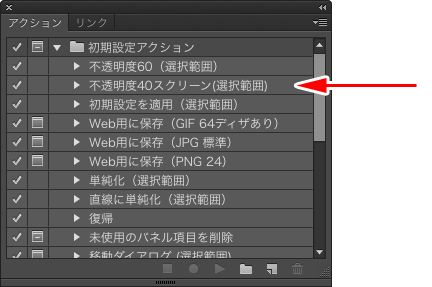 アクション リンク
初期設定アクション
不透明度60（選択範囲）
不透明度40スクリーン(選択範囲)
初期設定を適用（選択範囲）
Web用に保存（GIF 64ディザあり）
Web用に保存（JPG 標準）
Web用に保存（PNG 24）
単純化（選択範囲）
直線に単純化（選択範囲）
復帰
未使用のパネル項目を削除
移動ダイアログ (選択範囲)